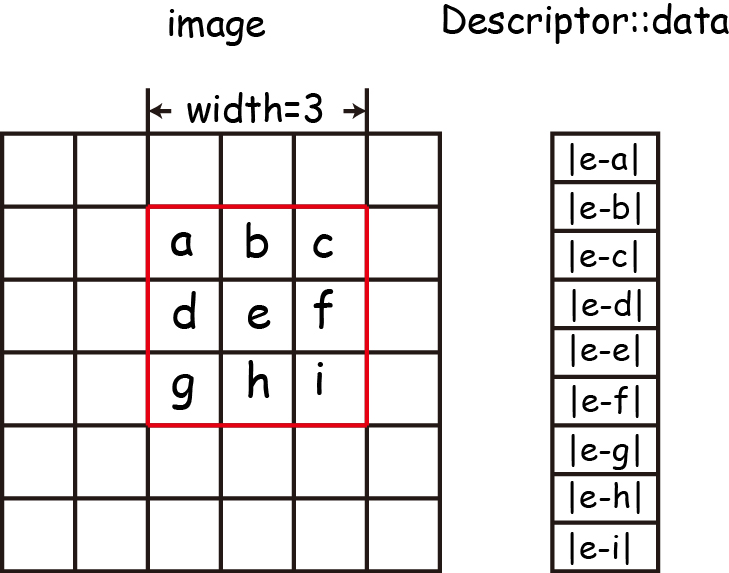 image
Descriptor::data
width=3
a b c
d e f
g h i
|e-a|
|e-b|
|e-c|
|e-d|
|e-e|
|e-f|
|e-g|
|e-h|
|e-i|